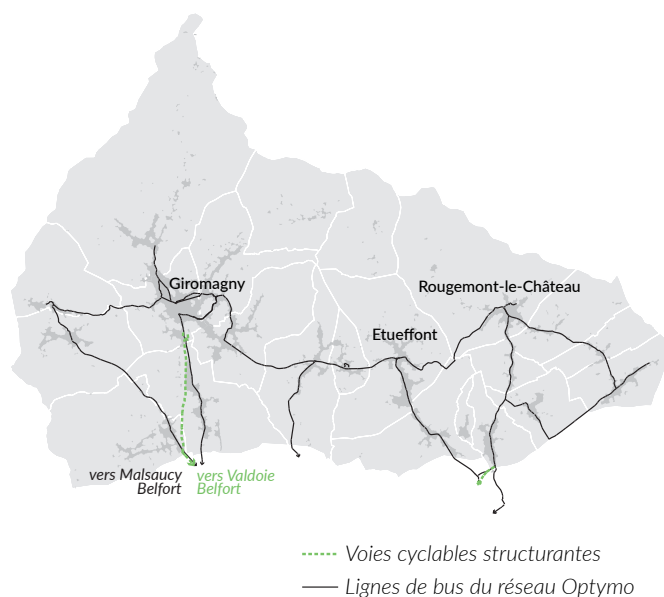 Giromagny
Rougemont-le-Château
Etueffont
vers Malsaucy
Belfort
vers Valdoie
Belfort
Voies cyclables structurantes
Lignes de bus du réseau Optymo